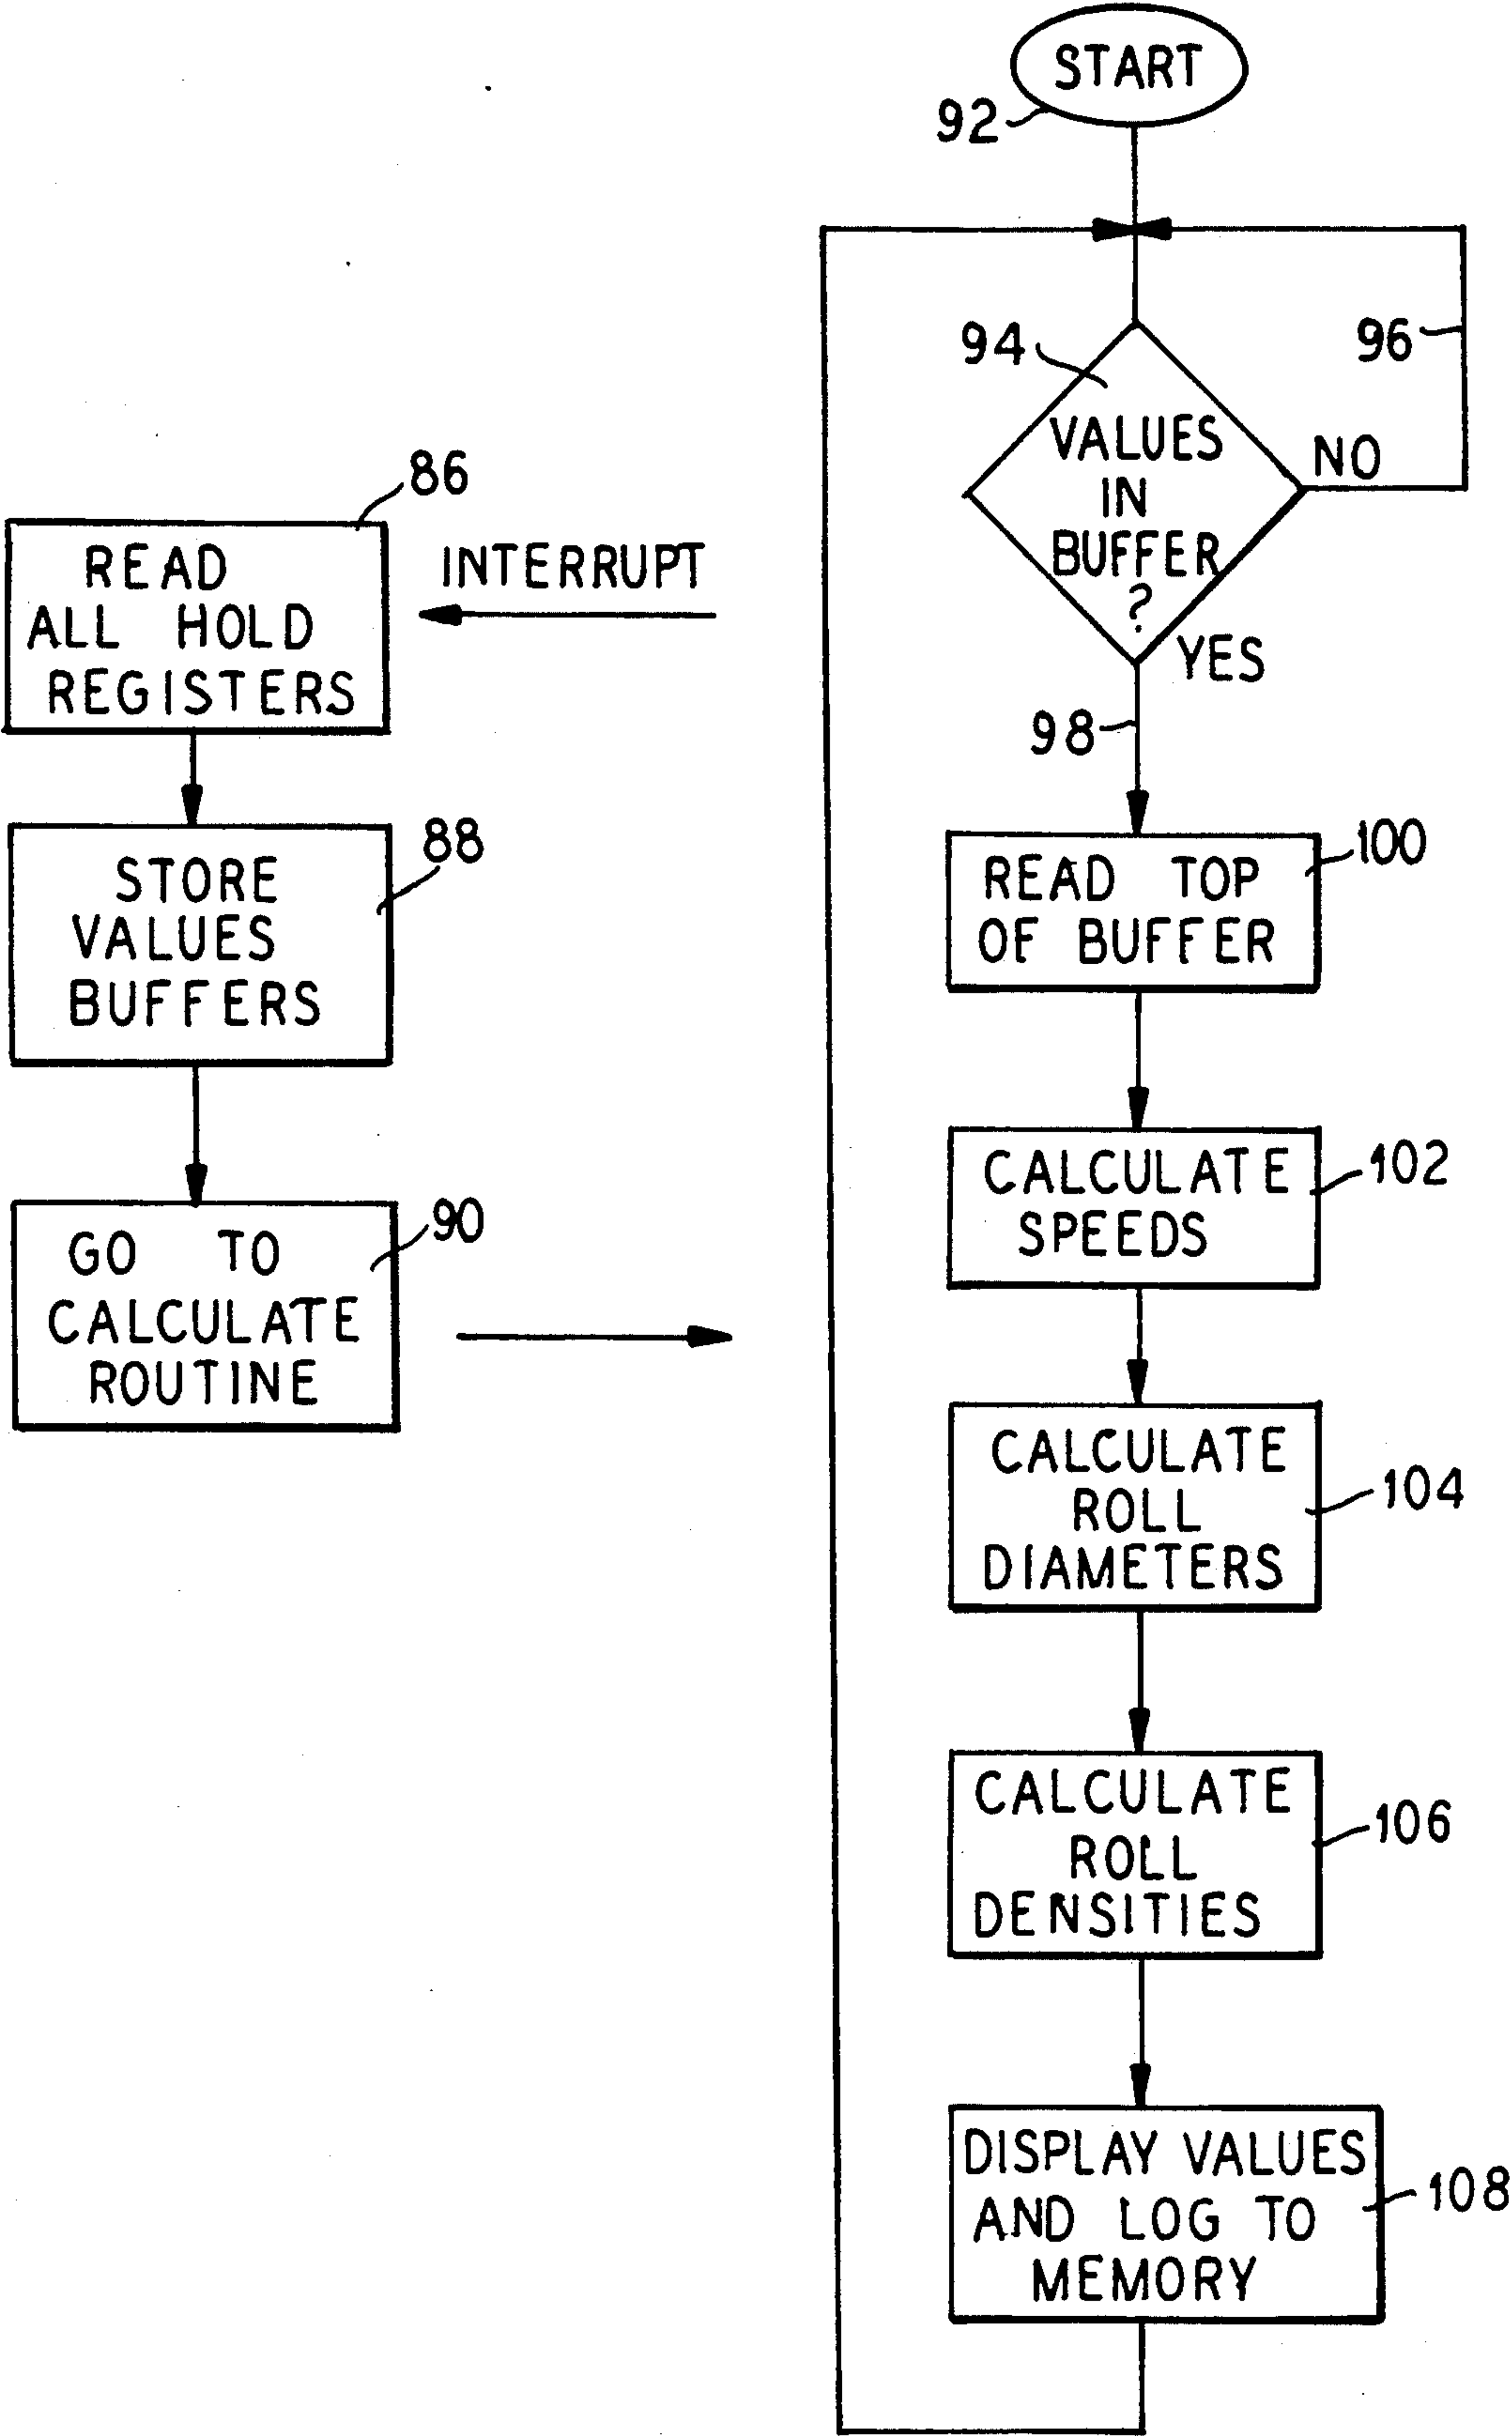 86
READ
ALL HOLD
REGISTERS
INTERRUPT
88
STORE
VALUES
BUFFERS
90
GO TO
CALCULATE
ROUTINE
START
92
94
VALUES
IN
BUFFER
?
NO
96
YES
98
100
READ TOP
OF BUFFER
102
CALCULATE
SPEEDS
104
CALCULATE
ROLL
DIAMETERS
106
CALCULATE
ROLL
DENSITIES
108
DISPLAY VALUES
AND LOG TO
MEMORY